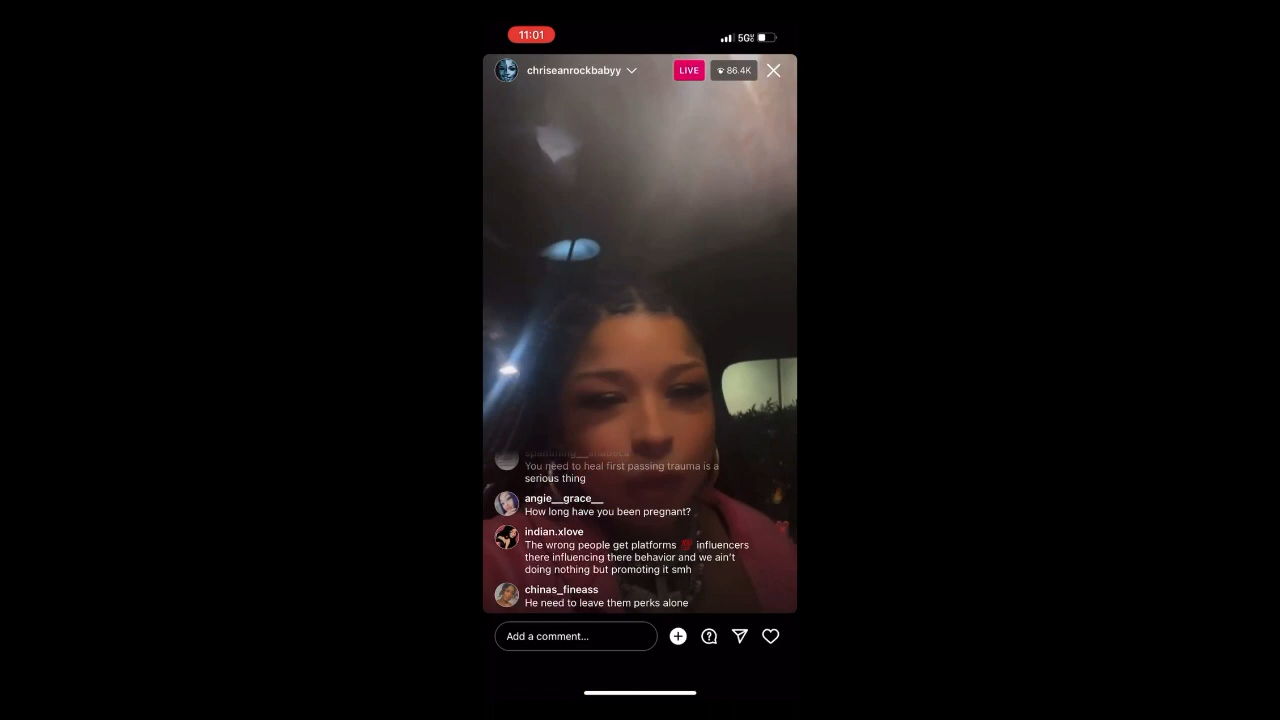 11:01
5G
chriseanrockbabyy
LIVE
86.4K
You need to heal first passing trauma is a
serious thing
angie__grace__
How long have you been pregnant?
indian.xlove
The wrong people get platforms 💯 influencers
there influencing there behavior and we ain't
doing nothing but promoting it smh
chinas_fineass
He need to leave them perks alone
Add a comment...